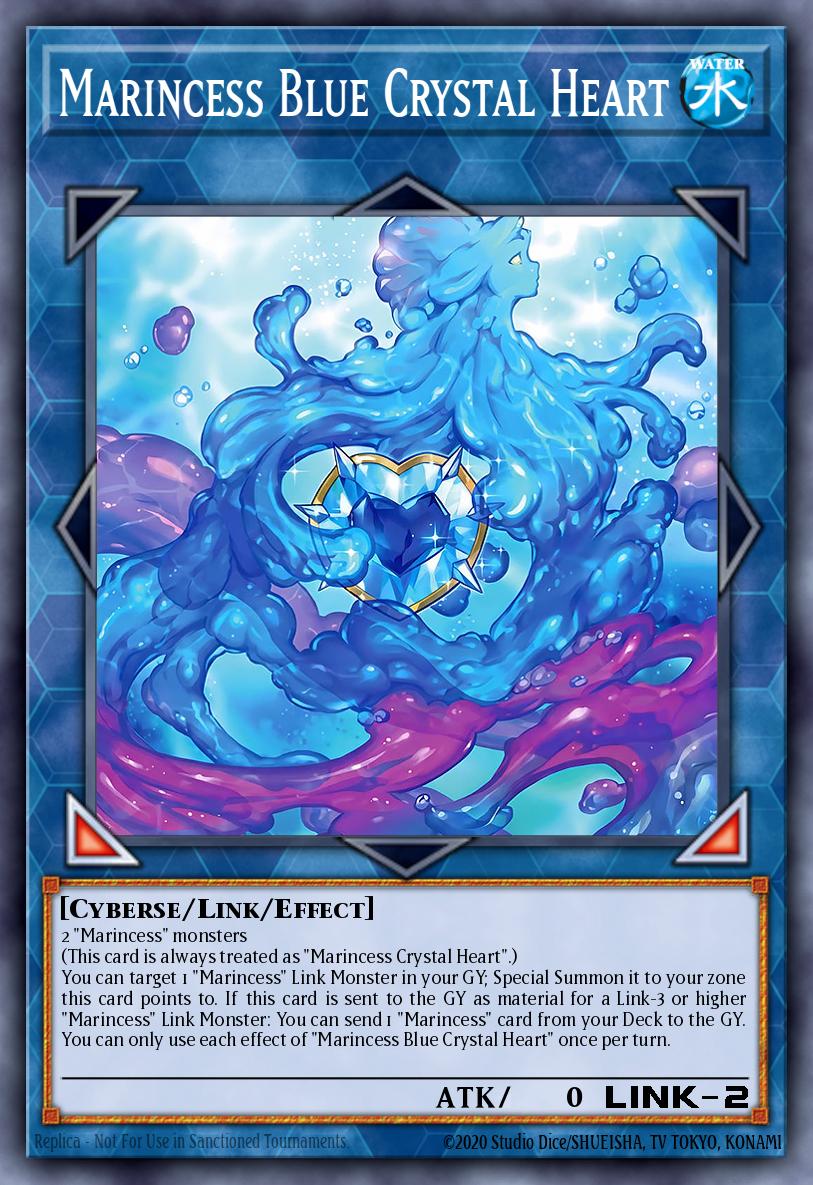 Marincess Blue Crystal Heart
WATER
水
[Cyberse/Link/Effect]
2 "Marincess" monsters
(This card is always treated as "Marincess Crystal Heart".)
You can target 1 "Marincess" Link Monster in your GY; Special Summon it to your zone
this card points to. If this card is sent to the GY as material for a Link-3 or higher
"Marincess" Link Monster: You can send 1 "Marincess" card from your Deck to the GY.
You can only use each effect of "Marincess Blue Crystal Heart" once per turn.
ATK/ 0 LINK-2
Replica - Not For Use in Sanctioned Tournaments.
©2020 Studio Dice/SHUEISHA, TV TOKYO, KONAMI